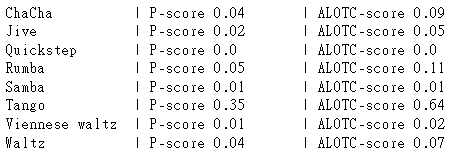 ChaCha | P-score 0.04 | ALOTC-score 0.09
Jive | P-score 0.02 | ALOTC-score 0.05
Quickstep | P-score 0.0 | ALOTC-score 0.0
Rumba | P-score 0.05 | ALOTC-score 0.11
Samba | P-score 0.01 | ALOTC-score 0.01
Tango | P-score 0.35 | ALOTC-score 0.64
Viennese waltz | P-score 0.01 | ALOTC-score 0.02
Waltz | P-score 0.04 | ALOTC-score 0.07